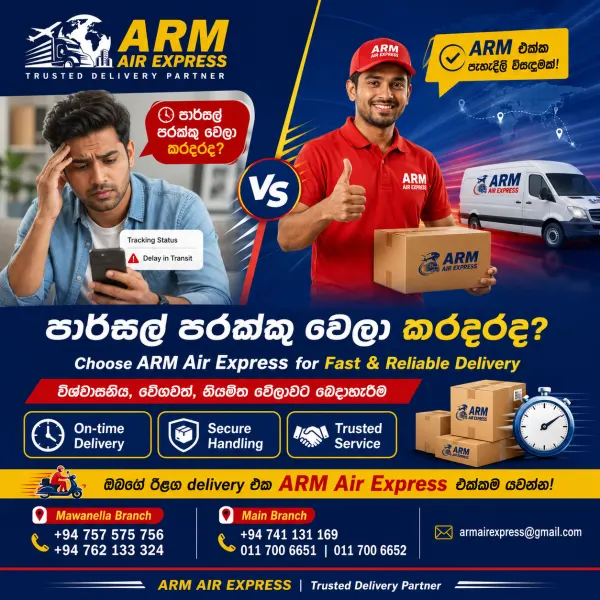 ARM
AIR EXPRESS
TRUSTED DELIVERY PARTNER
පාර්සල්
පරක්කු වෙලා
කරදරද?
Tracking Status
Delay in Transit
VS
ARM
ARM
AIR EXPRESS
ARM
AIR EXPRESS
ARM එක්ක
පැහැදිලි විසඳුමක්!
ARM
AIR EXPRESS
පාර්සල් පරක්කු වෙලා කරදරද?
Choose ARM Air Express for Fast & Reliable Delivery
විශ්වාසනිය, වේගවත්, නියමිත වේලාවට බෙදාහැරීම
On-time
Delivery
Secure
Handling
Trusted
Service
ARM
AIR EXPRESS
ARM
AIR EXPRESS
ඔබගේ ඊළග delivery එක ARM Air Express එක්කම යවන්න!
Mawanella Branch
+94 757 575 756
+94 762 133 324
Main Branch
+94 741 131 169
011 700 6651 | 011 700 6652
armairexpress@gmail.com
ARM AIR EXPRESS | Trusted Delivery Partner